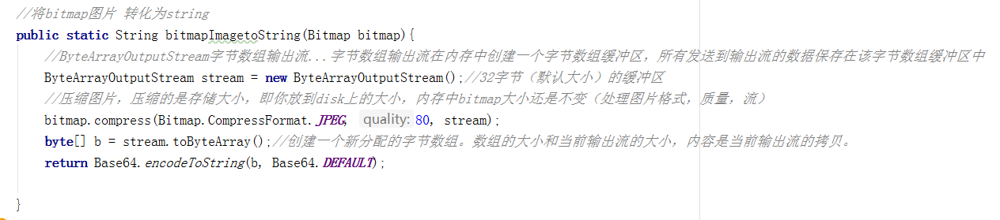 //将bitmap图片 转化为string
public static String bitmapImagetoString(Bitmap bitmap){
//ByteArrayOutputStream字节数组输出流...字节数组输出流在内存中创建一个字节数组缓冲区，所有发送到输出流的数据保存在该字节数组缓冲区中
ByteArrayOutputStream stream = new ByteArrayOutputStream();//32字节（默认大小）的缓冲区
//压缩图片，压缩的是存储大小，即你放到disk上的大小，内存中bitmap大小还是不变（处理图片格式，质量，流）
bitmap.compress(Bitmap.CompressFormat.JPEG, quality: 80, stream);
byte[] b = stream.toByteArray();//创建一个新分配的字节数组。数组的大小和当前输出流的大小，内容是当前输出流的拷贝。
return Base64.encodeToString(b, Base64.DEFAULT);
}